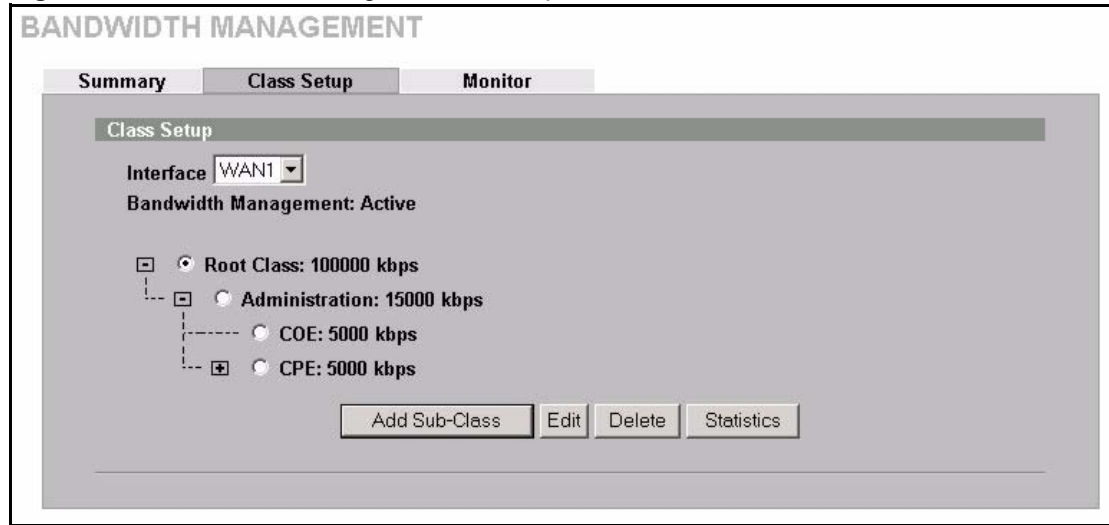 BANDWIDTH MANAGEMENT
Summary Class Setup Monitor
Class Setup
Interface WAN1
Bandwidth Management: Active
Root Class: 100000 kbps
Administration: 15000 kbps
COE: 5000 kbps
CPE: 5000 kbps
Add Sub-Class Edit Delete Statistics